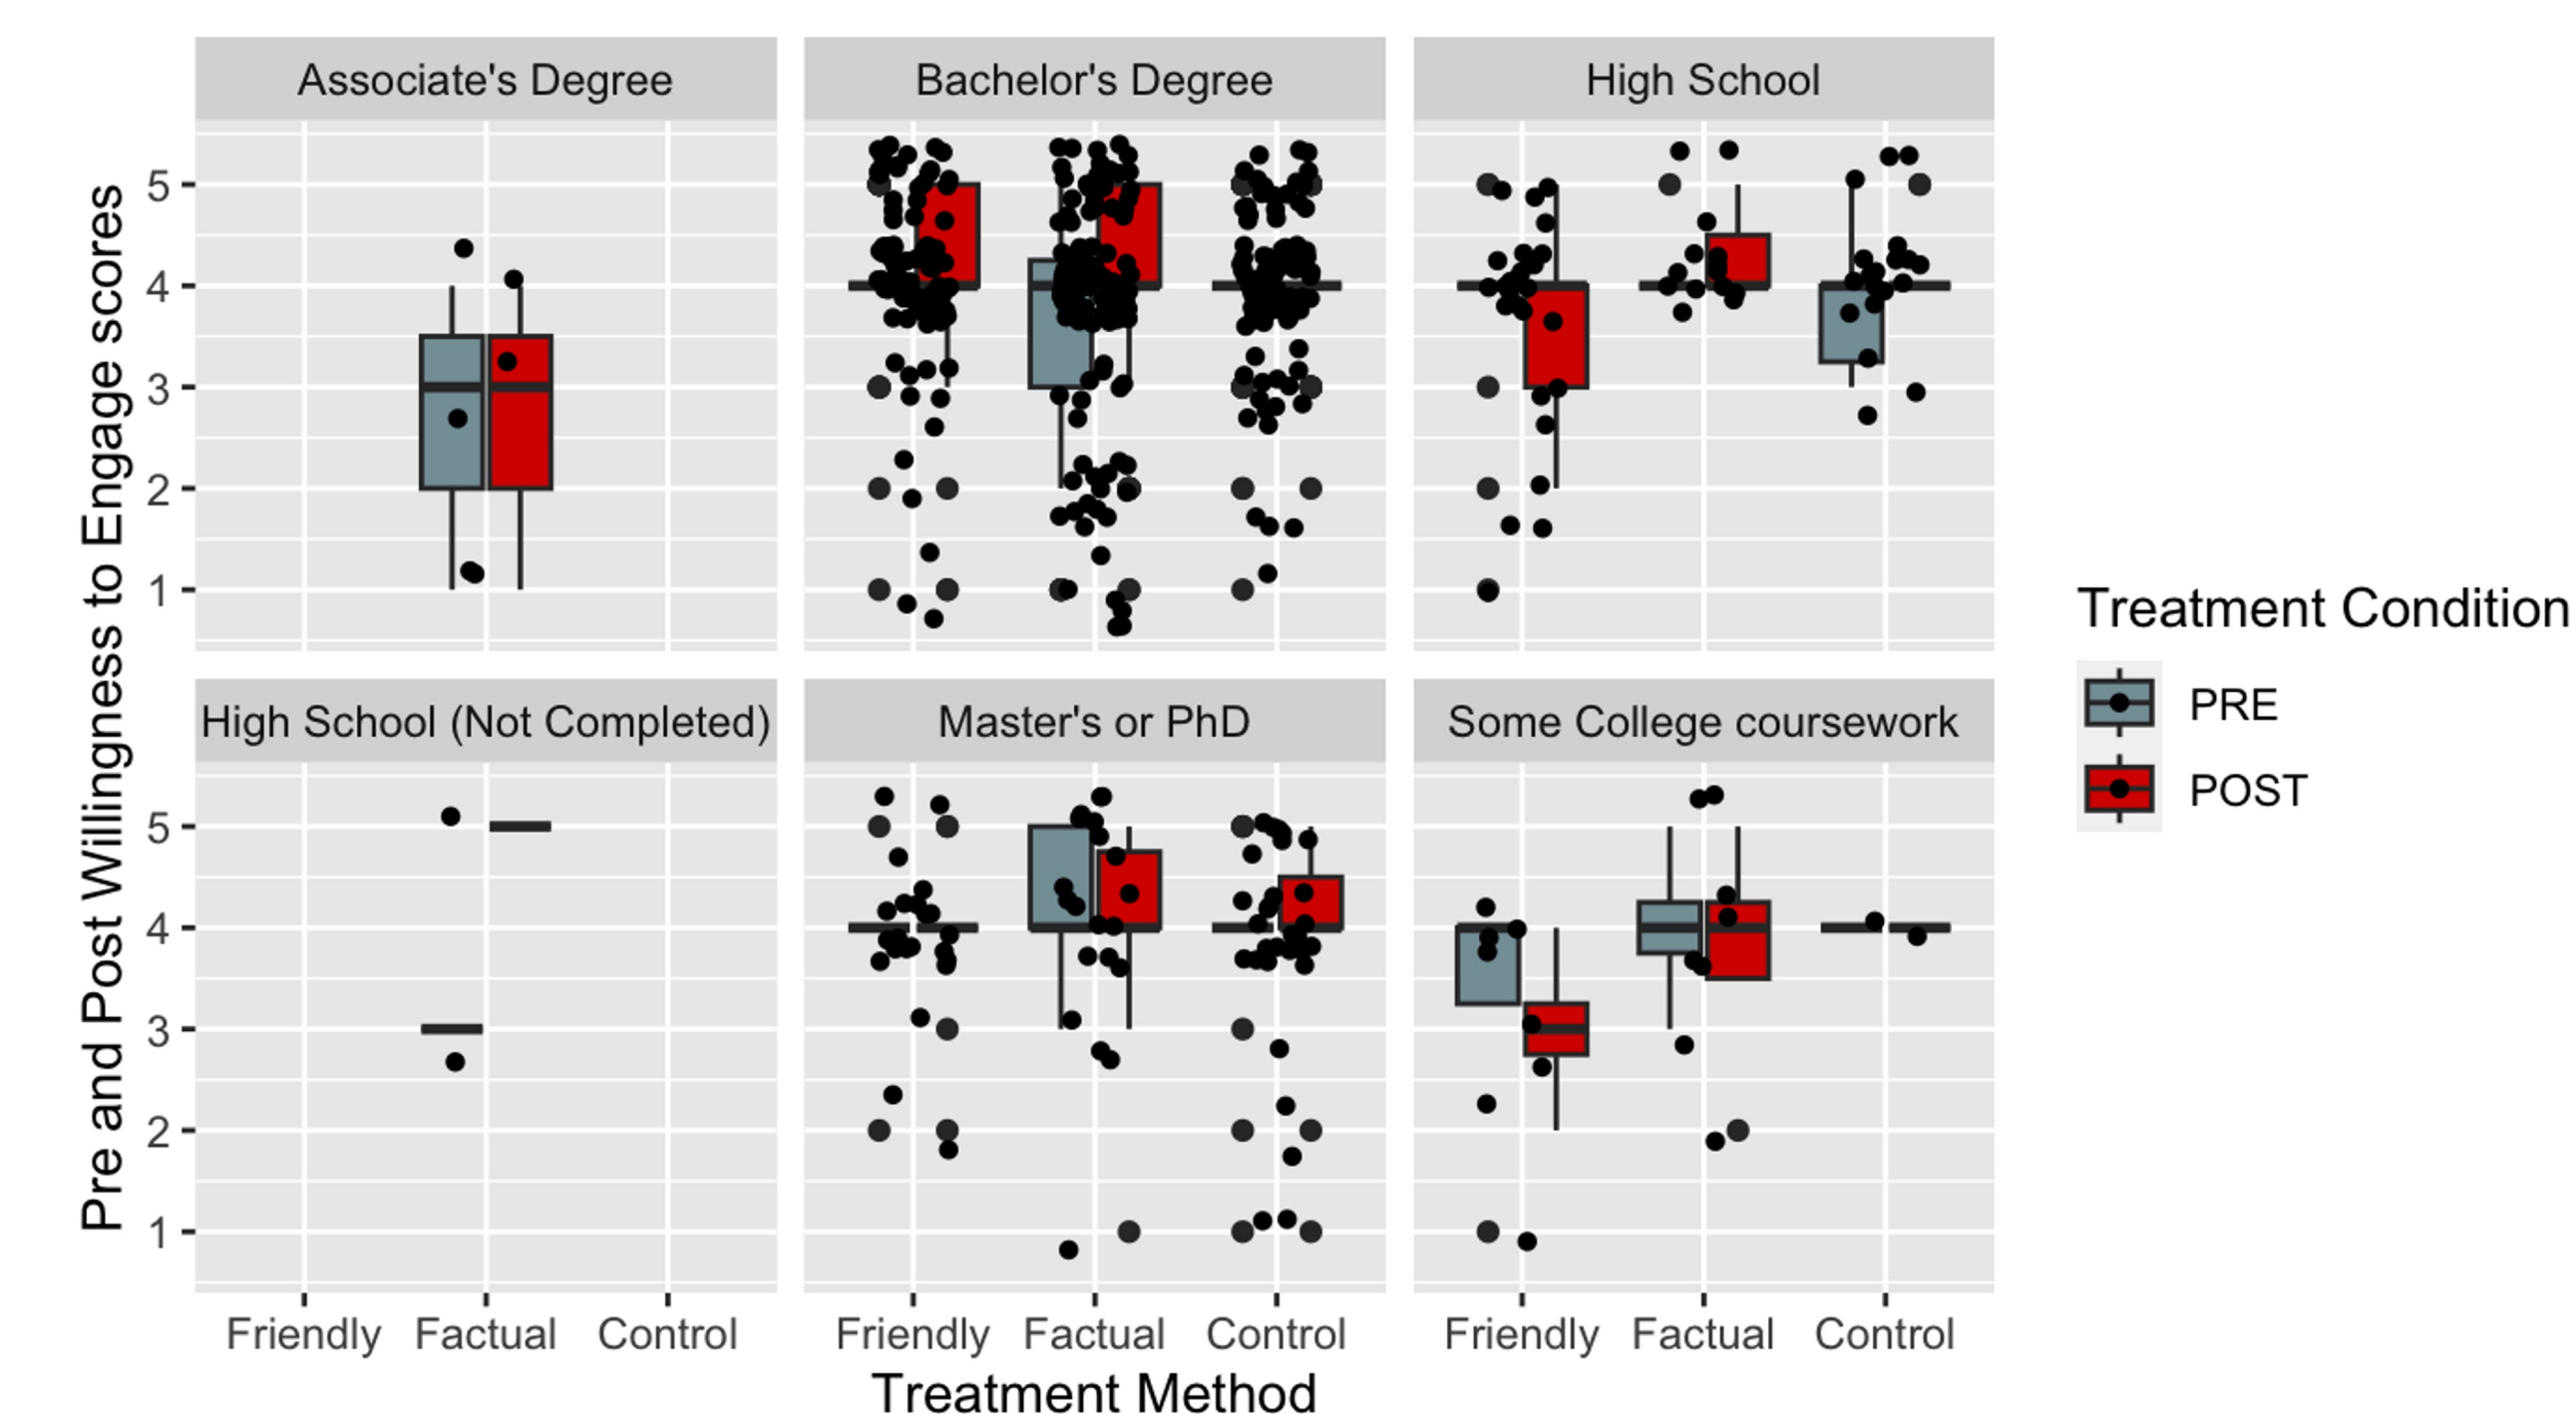 Associate's Degree
Bachelor's Degree
High School
5
4
3
2
1
High School (Not Completed)
Master's or PhD
Some College coursework
5
4
3
2
1
Pre and Post Willingness to Engage scores
Friendly Factual Control
Friendly Factual Control
Friendly Factual Control
Treatment Method
Treatment Condition
PRE
POST